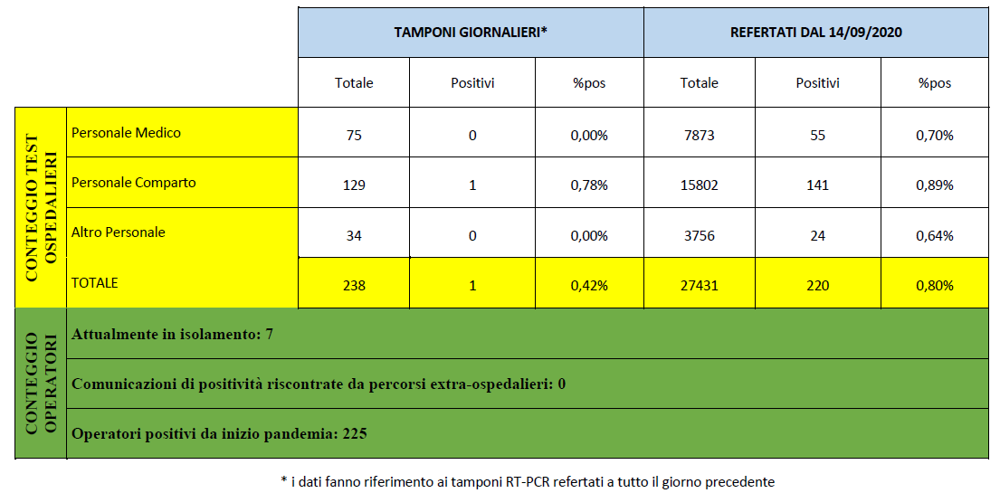 TAMPONI GIORNALIERI* REFERTATI DAL 14/09/2020
Totale Positivi %pos Totale Positivi %pos
CONTEGGIO TEST
OSPEDALIERI
Personale Medico 75 0 0,00% 7873 55 0,70%
Personale Comparto 129 1 0,78% 15802 141 0,89%
Altro Personale 34 0 0,00% 3756 24 0,64%
TOTALE 238 1 0,42% 27431 220 0,80%
CONTEGGIO
OPERATORI
Attualmente in isolamento: 7
Comunicazioni di positività riscontrate da percorsi extra-ospedalieri: 0
Operatori positivi da inizio pandemia: 225
* i dati fanno riferimento ai tamponi RT-PCR refertati a tutto il giorno precedente